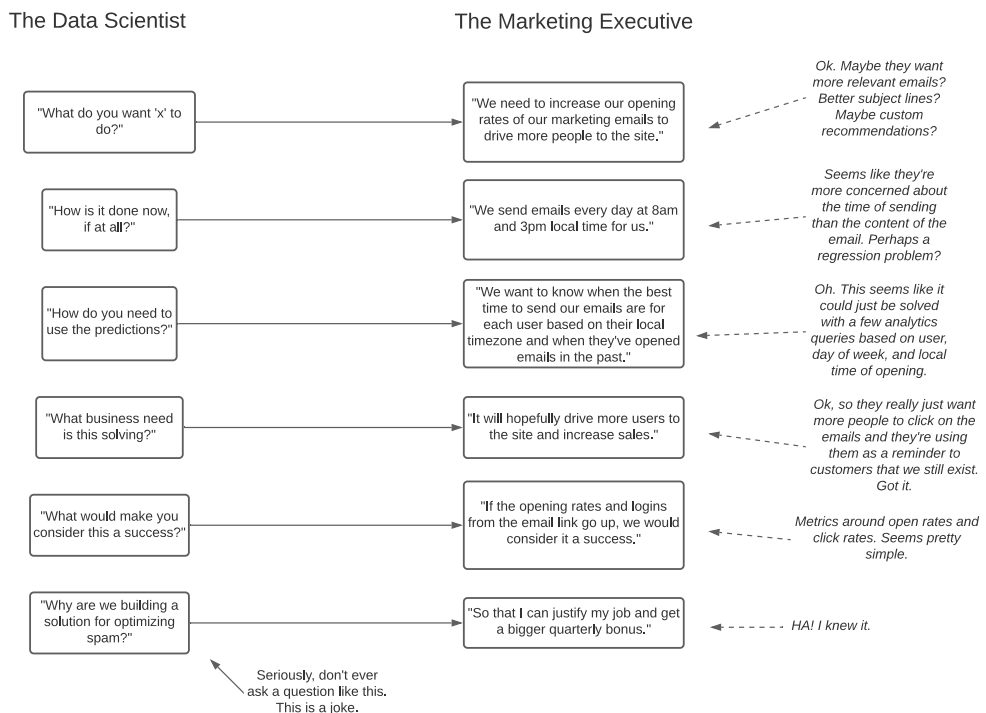 The Data Scientist
The Marketing Executive
"What do you want 'x' to
do?"
"We need to increase our opening
rates of our marketing emails to
drive more people to the site."
Ok. Maybe they want
more relevant emails?
Better subject lines?
Maybe custom
recommendations?
"How is it done now,
if at all?"
"We send emails every day at 8am
and 3pm local time for us."
Seems like they're
more concerned about
the time of sending
than the content of the
email. Perhaps a
regression problem?
"How do you need to
use the predictions?"
"We want to know when the best
time to send our emails are for
each user based on their local
timezone and when they've opened
emails in the past."
Oh. This seems like it
could just be solved
with a few analytics
queries based on user,
day of week, and local
time of opening.
"What business need
is this solving?"
"It will hopefully drive more users to
the site and increase sales."
Ok, so they really just want
more people to click on the
emails and they're using
them as a reminder to
customers that we still exist.
Got it.
"What would make you
consider this a success?"
"If the opening rates and logins
from the email link go up, we would
consider it a success."
Metrics around open rates and
click rates. Seems pretty
simple.
"Why are we building a
solution for optimizing
spam?"
"So that I can justify my job and get
a bigger quarterly bonus."
HA! I knew it.
Seriously, don't ever
ask a question like this.
This is a joke.